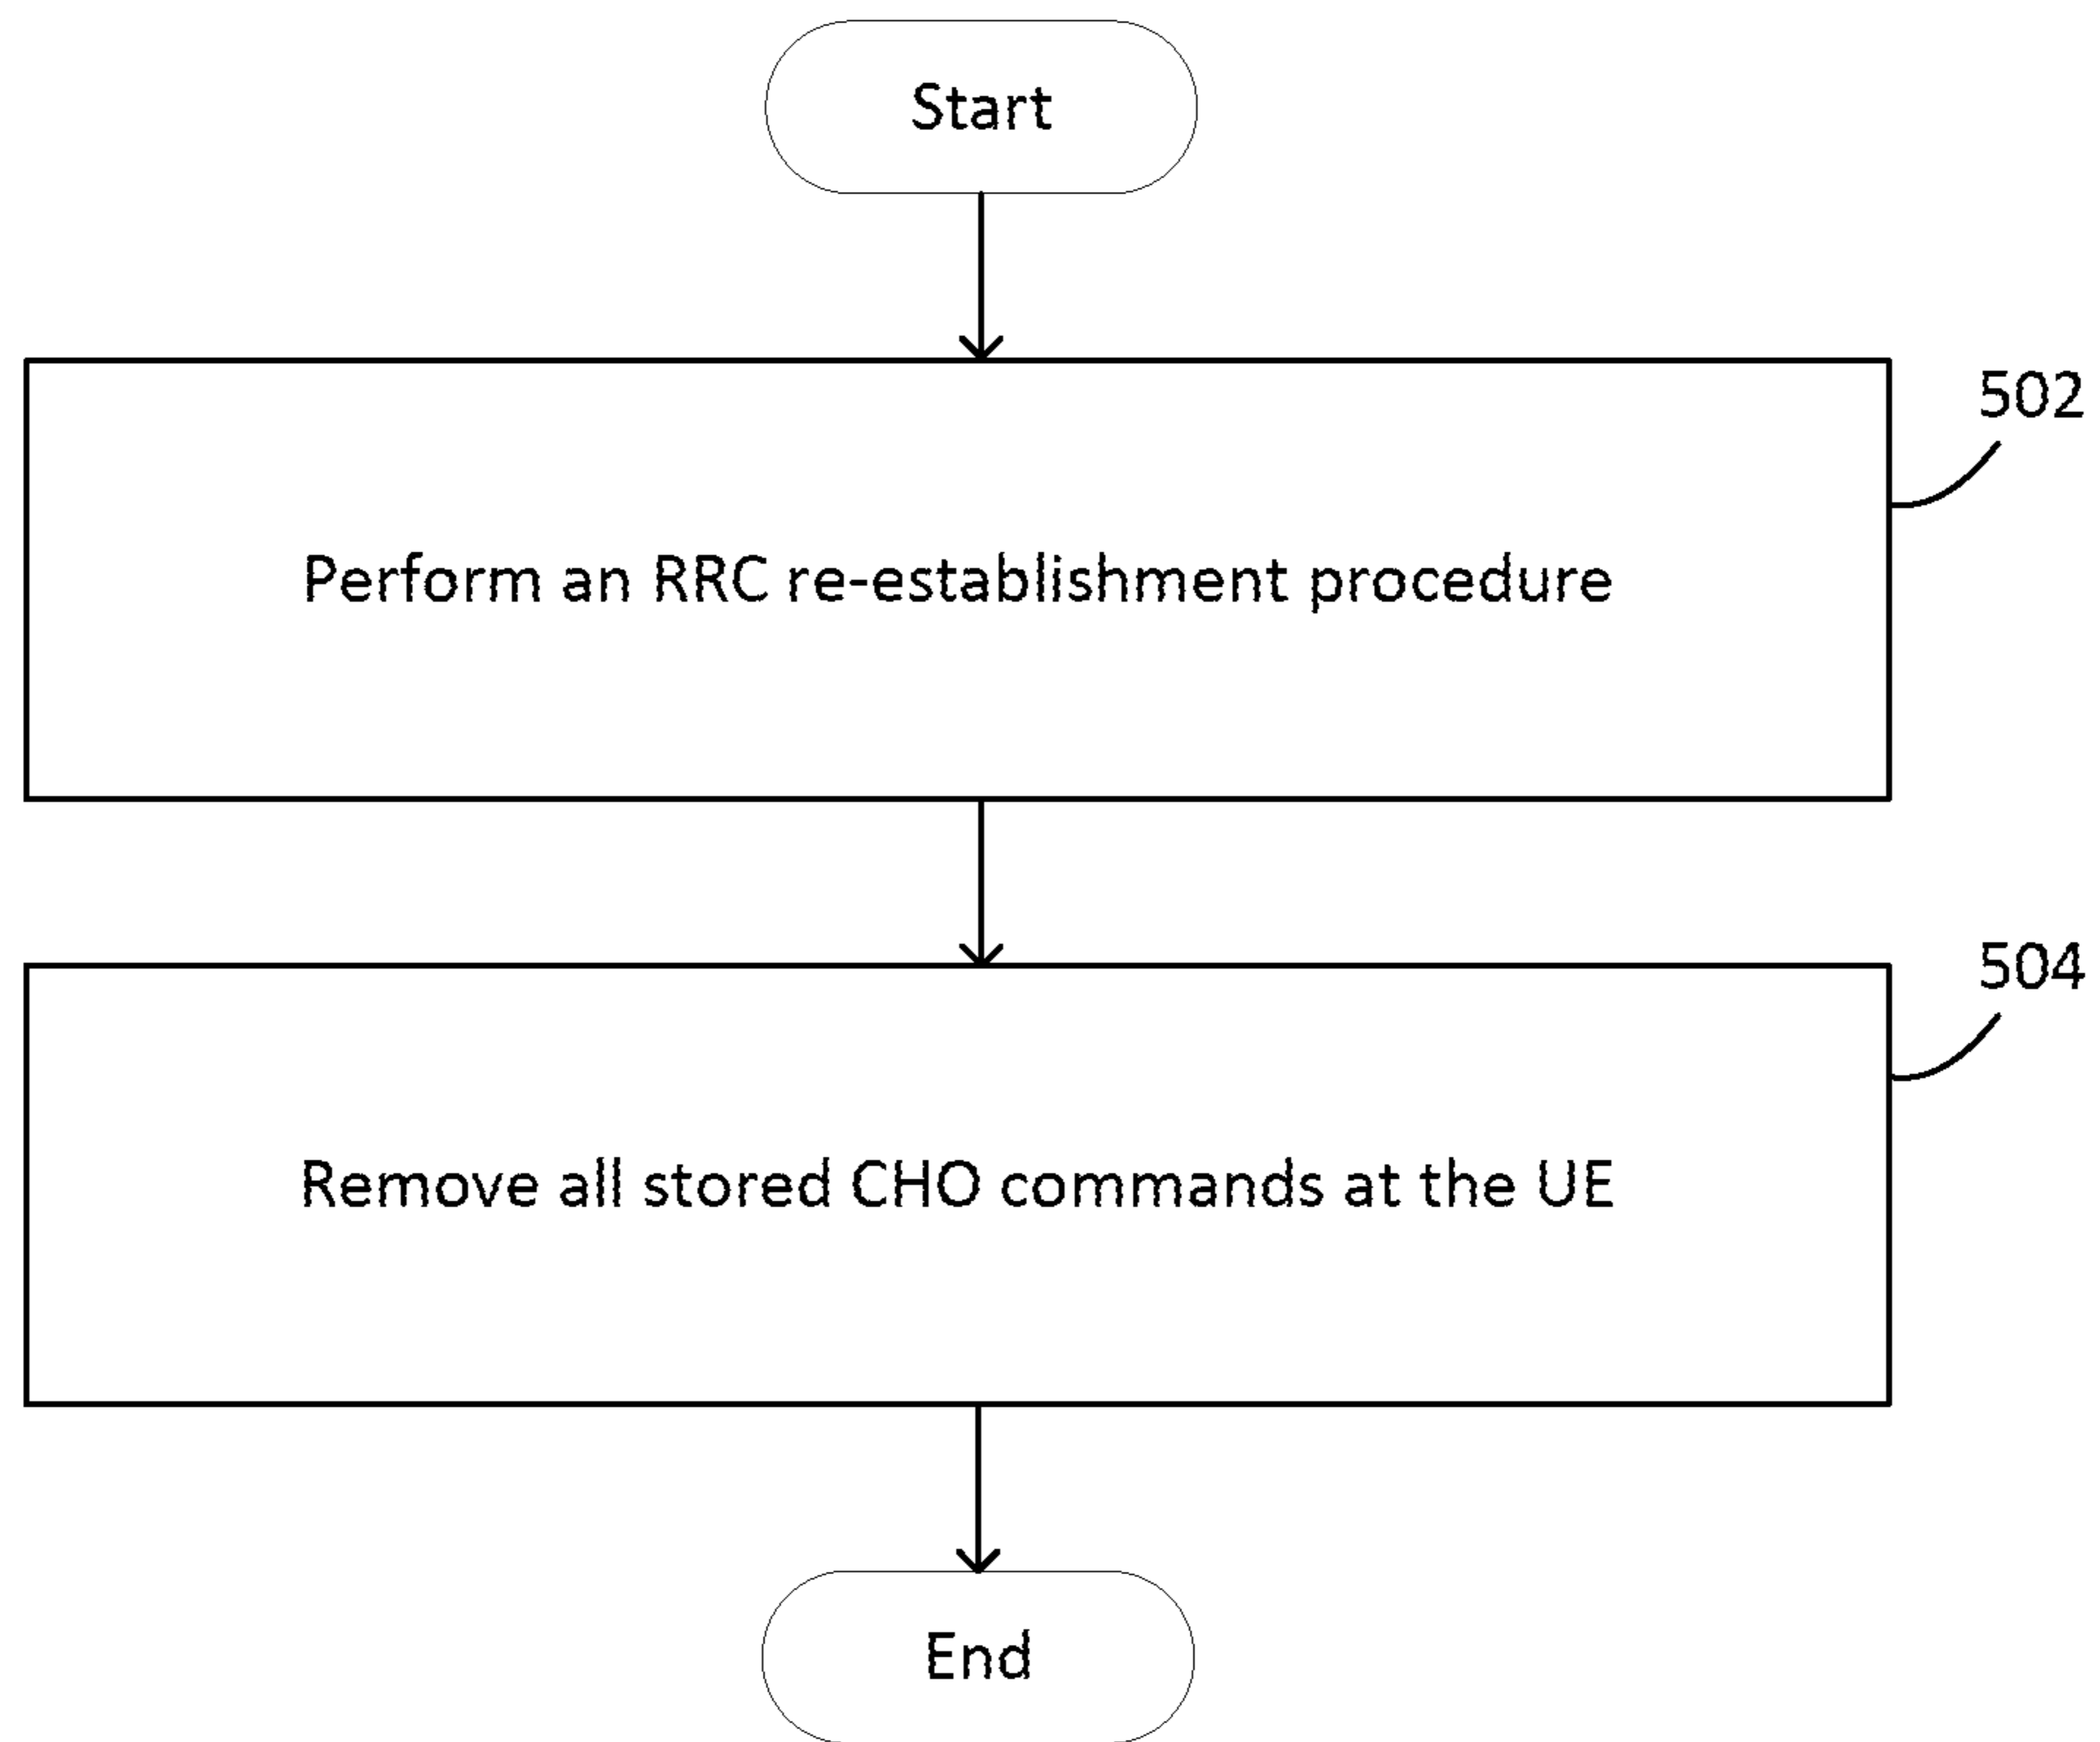 Start
502
Perform an RRC re-establishment procedure
504
Remove all stored CHO commands at the UE
End